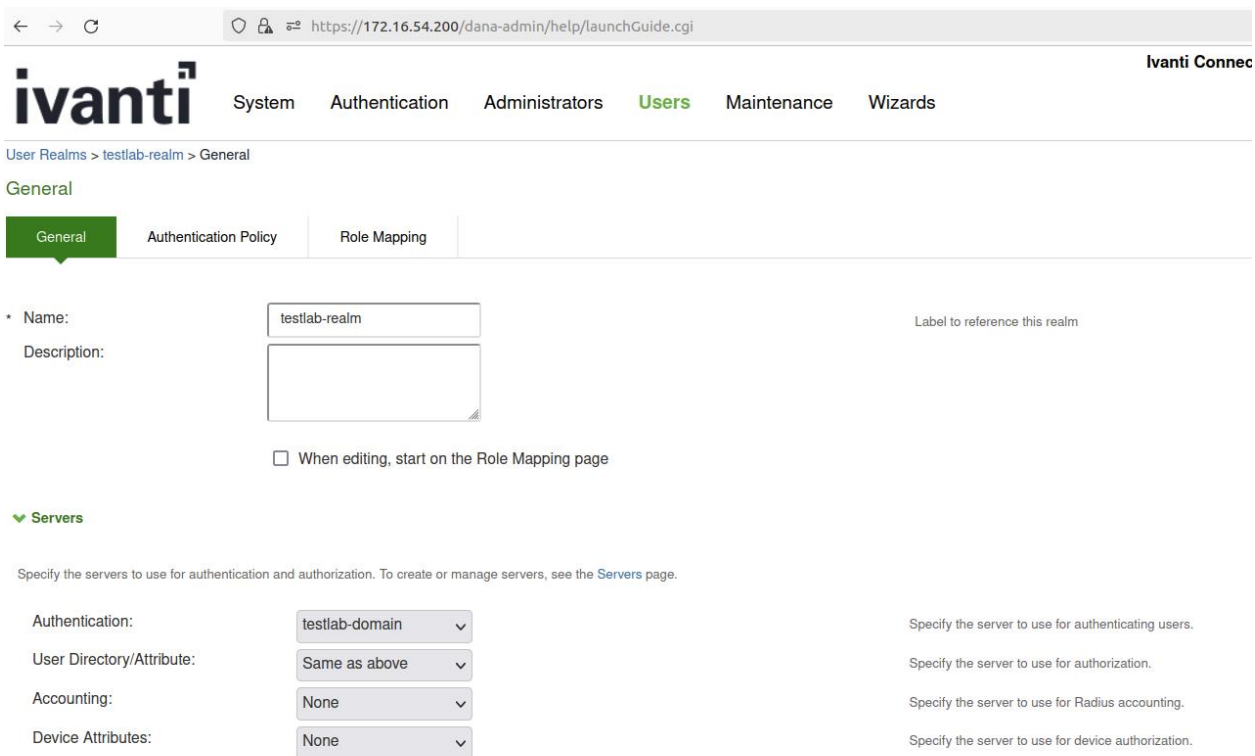 https://172.16.54.200/dana-admin/help/launchGuide.cgi
Ivanti Connec
ivanti
System Authentication Administrators Users Maintenance Wizards
User Realms > testlab-realm > General
General
General Authentication Policy Role Mapping
* Name: testlab-realm Label to reference this realm
Description:
When editing, start on the Role Mapping page
Servers
Specify the servers to use for authentication and authorization. To create or manage servers, see the Servers page.
Authentication: testlab-domain Specify the server to use for authenticating users.
User Directory/Attribute: Same as above Specify the server to use for authorization.
Accounting: None Specify the server to use for Radius accounting.
Device Attributes: None Specify the server to use for device authorization.